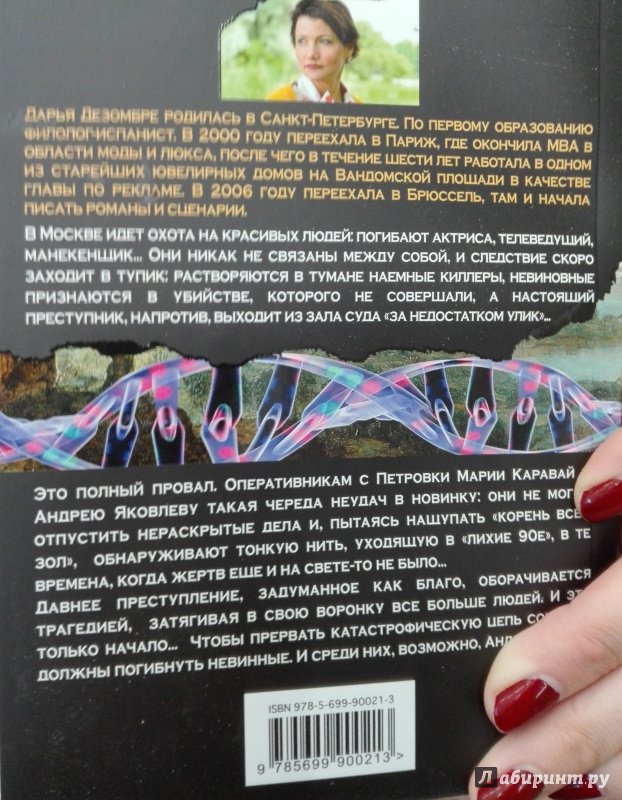 Дарья Дезомбре родилась в Санкт-Петербурге. По первому образованию
филолог-испанист. В 2000 году переехала в Париж, где окончила MBA в
области моды и люкса, после чего в течение шести лет работала в одном
из старейших ювелирных домов на Вандомской площади в качестве
главы по рекламе. В 2006 году переехала в Брюссель, там и начала
писать романы и сценарии.
В Москве идет охота на красивых людей: погибают актриса, телеведущий,
манекенщик... Они никак не связаны между собой, и следствие скоро
заходит в тупик: растворяются в тумане наемные киллеры, невиновные
признаются в убийстве, которого не совершали, а настоящий
преступник, напротив, выходит из зала суда «за недостатком улик»...
Это полный провал. Оперативникам с Петровки Марии Каравай
Андрею Яковлеву такая череда неудач в новинку: они не мог
отпустить нераскрытые дела и, пытаясь нащупать «корень все
зол», обнаруживают тонкую нить, уходящую в «лихие 90е», в те
времена, когда жертв еще и на свете-то не было...
Давнее преступление, задуманное как благо, оборачивается
трагедией, затягивая в свою воронку все больше людей. И эт
только начало... Чтобы прервать катастрофическую цепь со
должны погибнуть невинные. И среди них, возможно, Анд
ISBN 978-5-699-90021-3
9 785699 900213 >
Лабиринт.ру